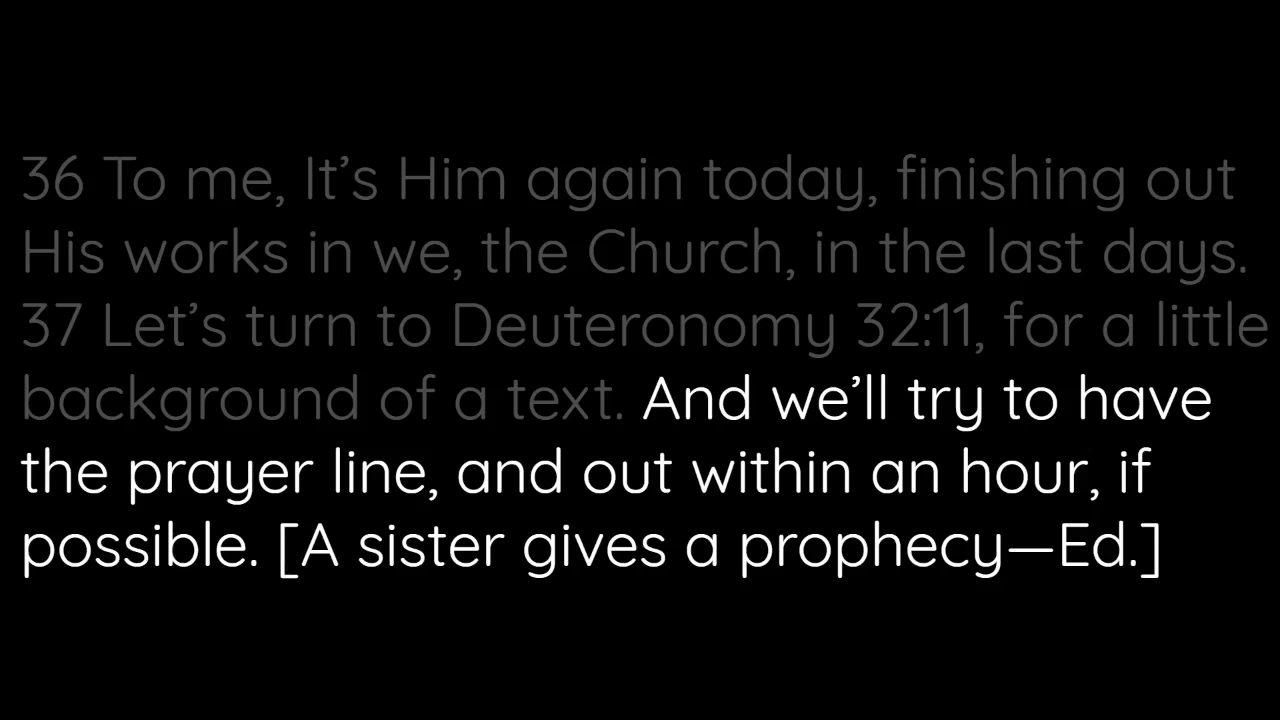 36 To me, It’s Him again today, finishing out
His works in we, the Church, in the last days.
37 Let’s turn to Deuteronomy 32:11, for a little
background of a text. And we’ll try to have
the prayer line, and out within an hour, if
possible. [A sister gives a prophecy—Ed.]